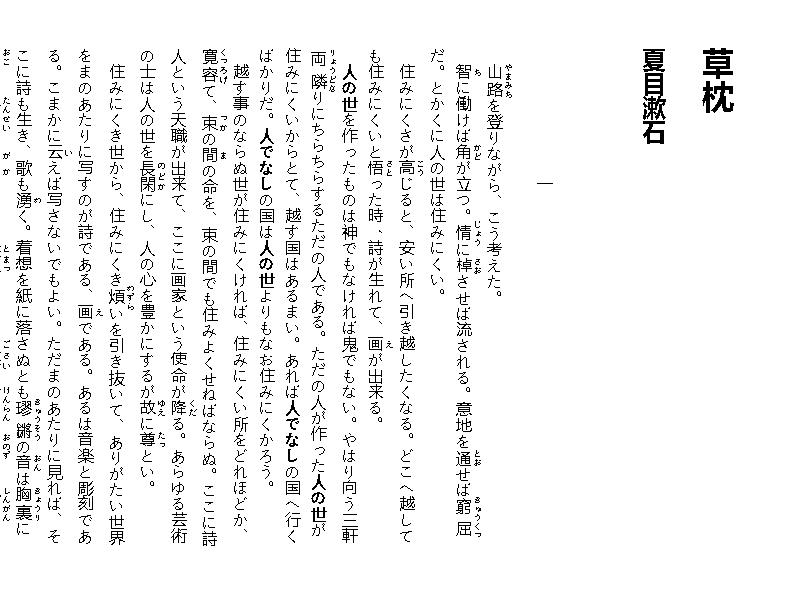 草枕
夏目漱石
一
山路を登りながら、こう考えた。
智に働けば角が立つ。情に棹させば流される。意地を通せば窮屈
だ。とかくに人の世は住みにくい。
住みにくさが高じると、安い所へ引き越したくなる。どこへ越して
も住みにくいと悟った時、詩が生れて、画が出来る。
人の世を作ったものは神でもなければ鬼でもない。やはり向う三軒
両隣りにちらちらするただの人である。ただの人が作った人の世が
住みにくいからとて、越す国はあるまい。あれば人でなしの国へ行く
ばかりだ。人でなしの国は人の世よりもなお住みにくかろう。
越す事のならぬ世が住みにくければ、住みにくい所をどれほどか、
寛容て、束の間の命を、束の間でも住みよくせねばならぬ。ここに詩
人という天職が出来て、ここに画家という使命が降る。あらゆる芸術
の士は人の世を長閑にし、人の心を豊かにするが故に尊とい。
住みにくき世から、住みにくき煩いを引き抜いて、ありがたい世界
をまのあたりに写すのが詩である、画である。あるは音楽と彫刻であ
る。こまかに云えば写さないでもよい。ただまのあたりに見れば、そ
こに詩も生き、歌も湧く。着想を紙に落さぬとも璆鏘の音は胸裏に